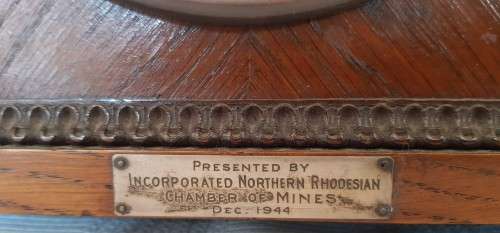 PRESENTED BY
INCORPORATED NORTHERN RHODESIAN
CHAMBER OF MINES
DEC. 1944